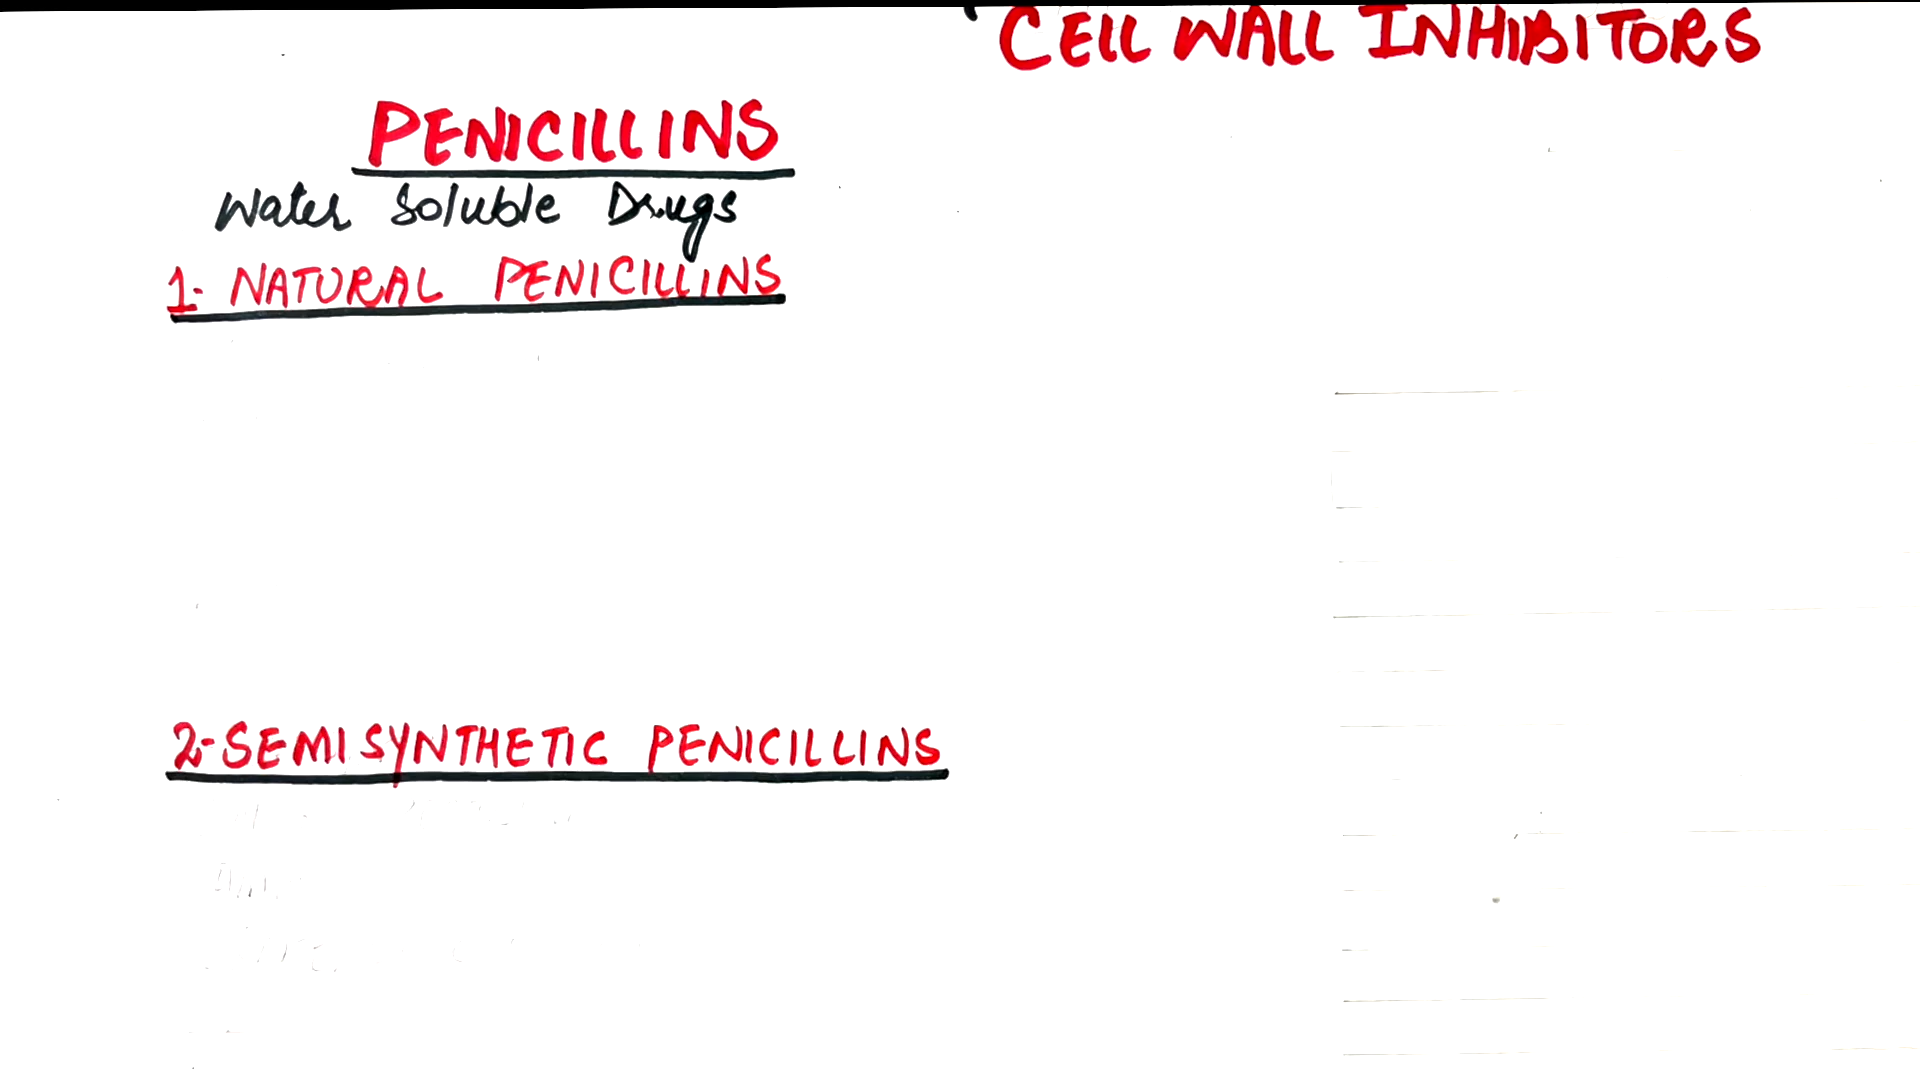 CELL WALL INHIBITORS
PENICILLINS
Water Soluble Drugs
1- NATURAL PENICILLINS
2-SEMISYNTHETIC PENICILLINS